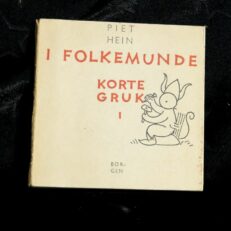 PIET
HEIN
I FOLKEMUNDE
KORTE
GRUK
I
BOR-
GEN